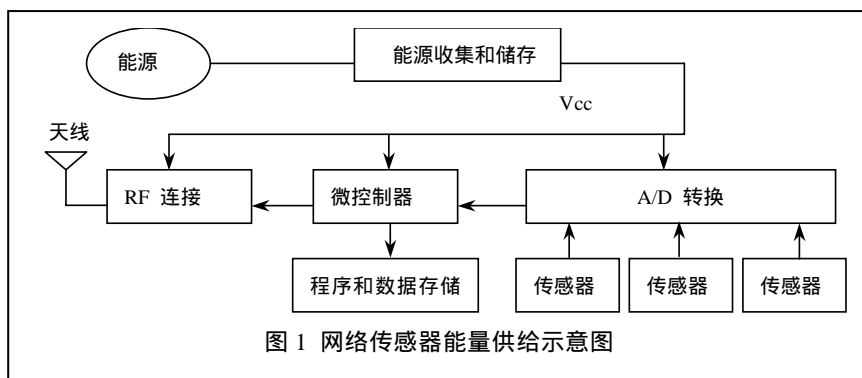 能源
能源收集和储存
Vcc
天线
RF 连接
微控制器
A/D 转换
程序和数据存储
传感器
传感器
传感器
图 1 网络传感器能量供给示意图